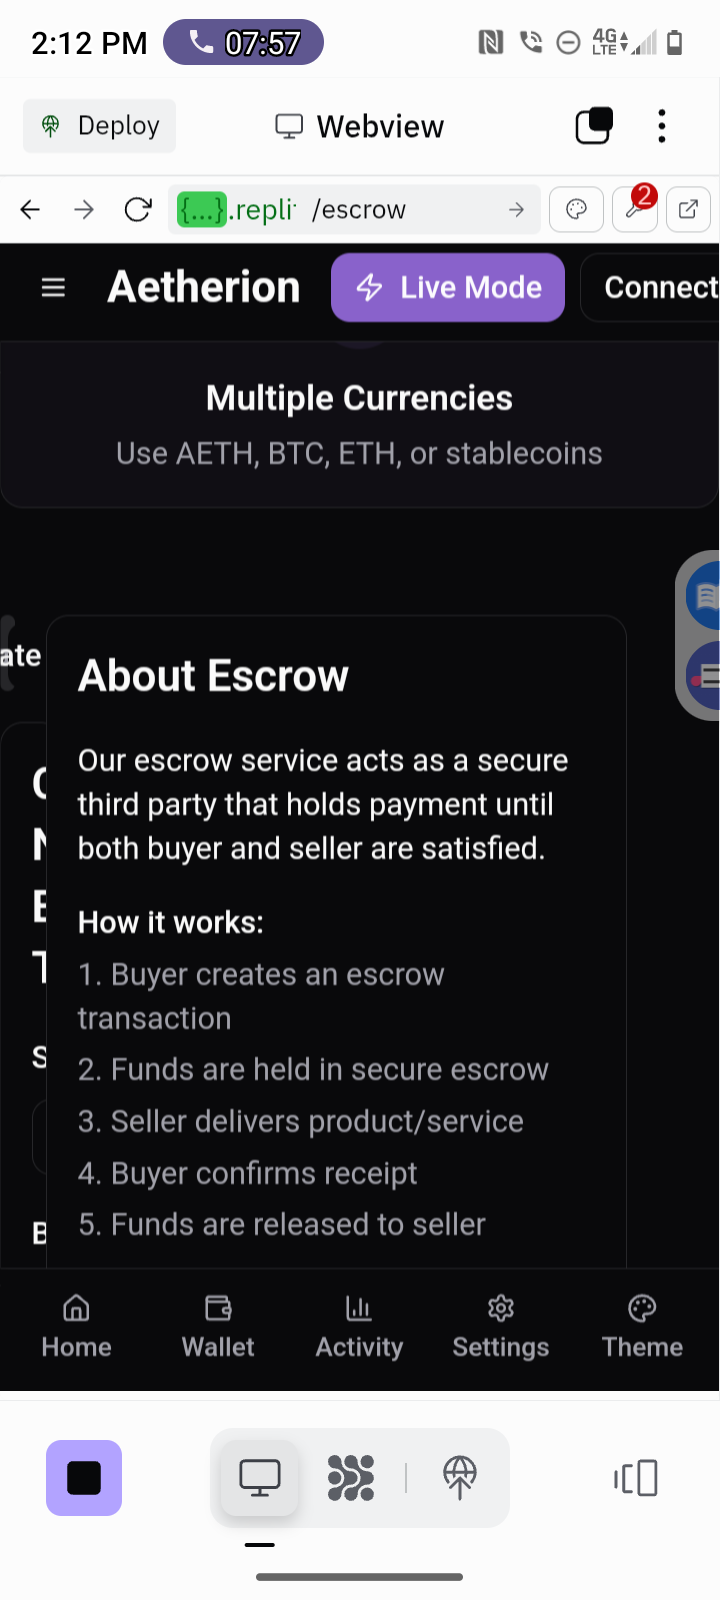 2:12 PM 07:57 4G LTE
Deploy Webview
{...}.repli /escrow 2
Aetherion Live Mode Connect
Multiple Currencies
Use AETH, BTC, ETH, or stablecoins
ate
About Escrow
Our escrow service acts as a secure
third party that holds payment until
both buyer and seller are satisfied.
How it works:
1. Buyer creates an escrow
transaction
2. Funds are held in secure escrow
3. Seller delivers product/service
4. Buyer confirms receipt
5. Funds are released to seller
Home Wallet Activity Settings Theme